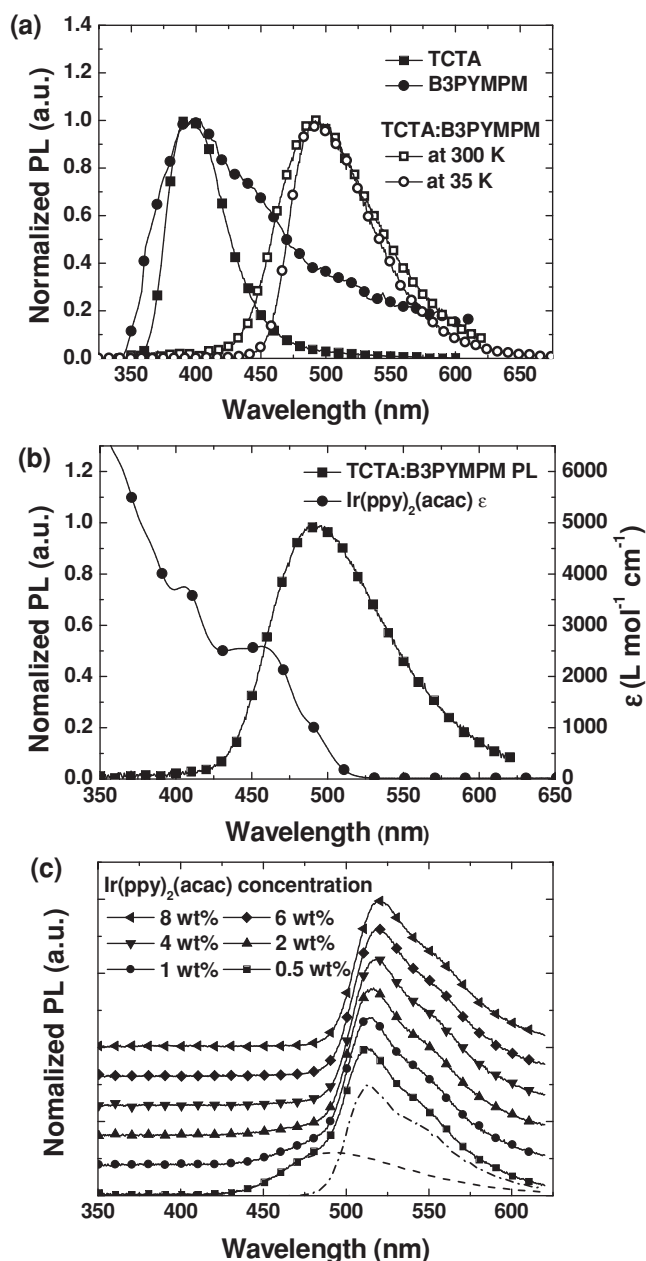 (a)
1.4
1.2
1.0
0.8
0.6
0.4
0.2
0.0
Normalized PL (a.u.)
TCTA
B3PYMPM
TCTA:B3PYMPM
at 300 K
at 35 K
350 400 450 500 550 600 650
Wavelength (nm)
(b)
1.2
1.0
0.8
0.6
0.4
0.2
0.0
Nomalized PL (a.u.)
TCTA:B3PYMPM PL
Ir(ppy)₂(acac) ε
6000
5000
4000
3000
2000
1000
0
ε (L mol⁻¹ cm⁻¹)
350 400 450 500 550 600 650
Wavelength (nm)
(c)
Nomalized PL (a.u.)
Ir(ppy)₂(acac) concentration
8 wt% 6 wt%
4 wt% 2 wt%
1 wt% 0.5 wt%
350 400 450 500 550 600
Wavelength (nm)